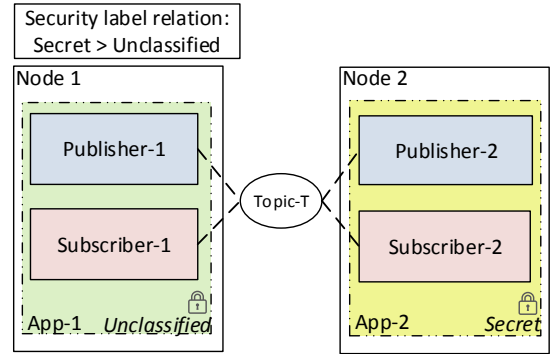 Security label relation:
Secret > Unclassified
Node 1
Publisher-1
Subscriber-1
App-1 Unclassified
Topic-T
Node 2
Publisher-2
Subscriber-2
App-2 Secret